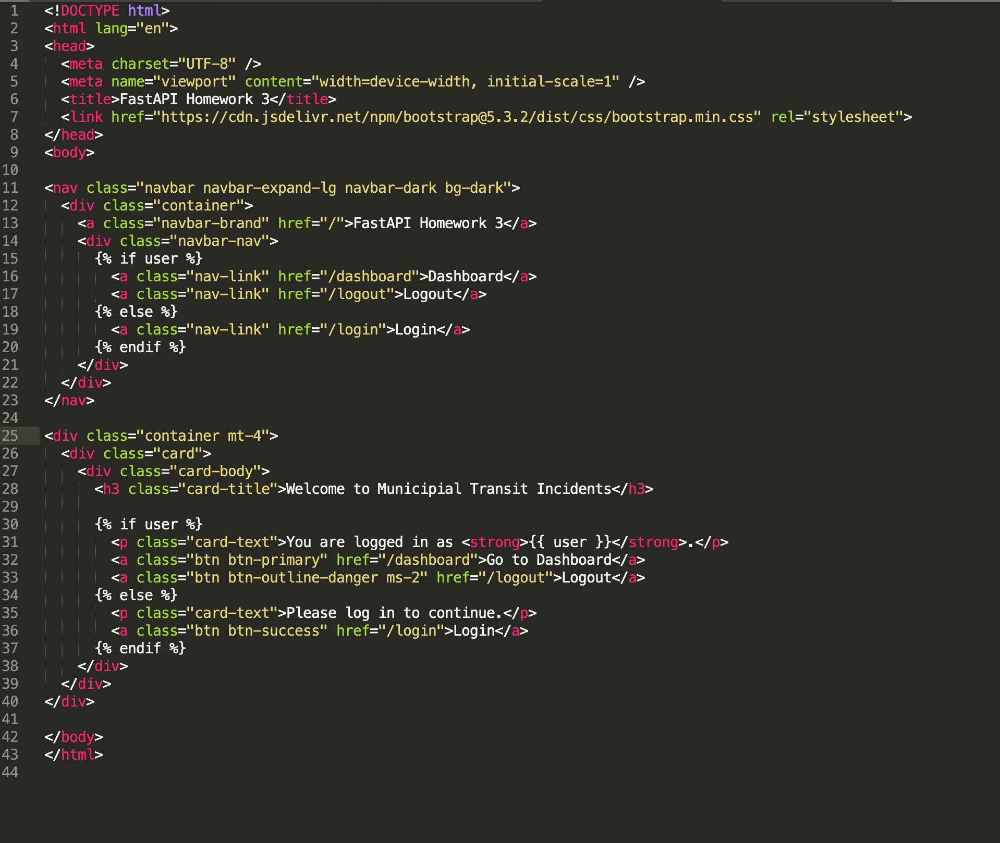 1 <!DOCTYPE html>
2 <html lang="en">
3 <head>
4   <meta charset="UTF-8" />
5   <meta name="viewport" content="width=device-width, initial-scale=1" />
6   <title>FastAPI Homework 3</title>
7   <link href="https://cdn.jsdelivr.net/npm/bootstrap@5.3.2/dist/css/bootstrap.min.css" rel="stylesheet">
8 </head>
9 <body>
10
11 <nav class="navbar navbar-expand-lg navbar-dark bg-dark">
12   <div class="container">
13     <a class="navbar-brand" href="/">FastAPI Homework 3</a>
14     <div class="navbar-nav">
15       {% if user %}
16         <a class="nav-link" href="/dashboard">Dashboard</a>
17         <a class="nav-link" href="/logout">Logout</a>
18       {% else %}
19         <a class="nav-link" href="/login">Login</a>
20       {% endif %}
21     </div>
22   </div>
23 </nav>
24
25 <div class="container mt-4">
26   <div class="card">
27     <div class="card-body">
28       <h3 class="card-title">Welcome to Municipial Transit Incidents</h3>
29
30       {% if user %}
31         <p class="card-text">You are logged in as <strong>{{ user }}</strong>.</p>
32         <a class="btn btn-primary" href="/dashboard">Go to Dashboard</a>
33         <a class="btn btn-outline-danger ms-2" href="/logout">Logout</a>
34       {% else %}
35         <p class="card-text">Please log in to continue.</p>
36         <a class="btn btn-success" href="/login">Login</a>
37       {% endif %}
38     </div>
39   </div>
40 </div>
41
42 </body>
43 </html>
44